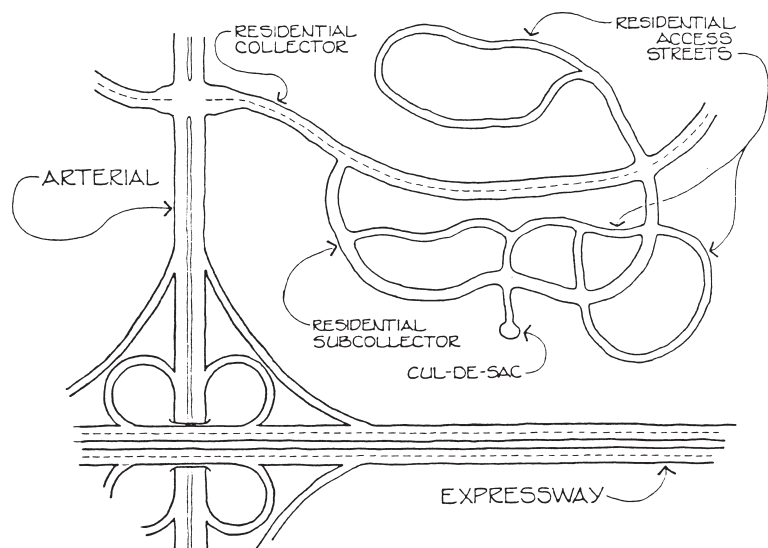 RESIDENTIAL
COLLECTOR
RESIDENTIAL
ACCESS
STREETS
ARTERIAL
RESIDENTIAL
SUBCOLLECTOR
CUL-DE-SAC
EXPRESSWAY